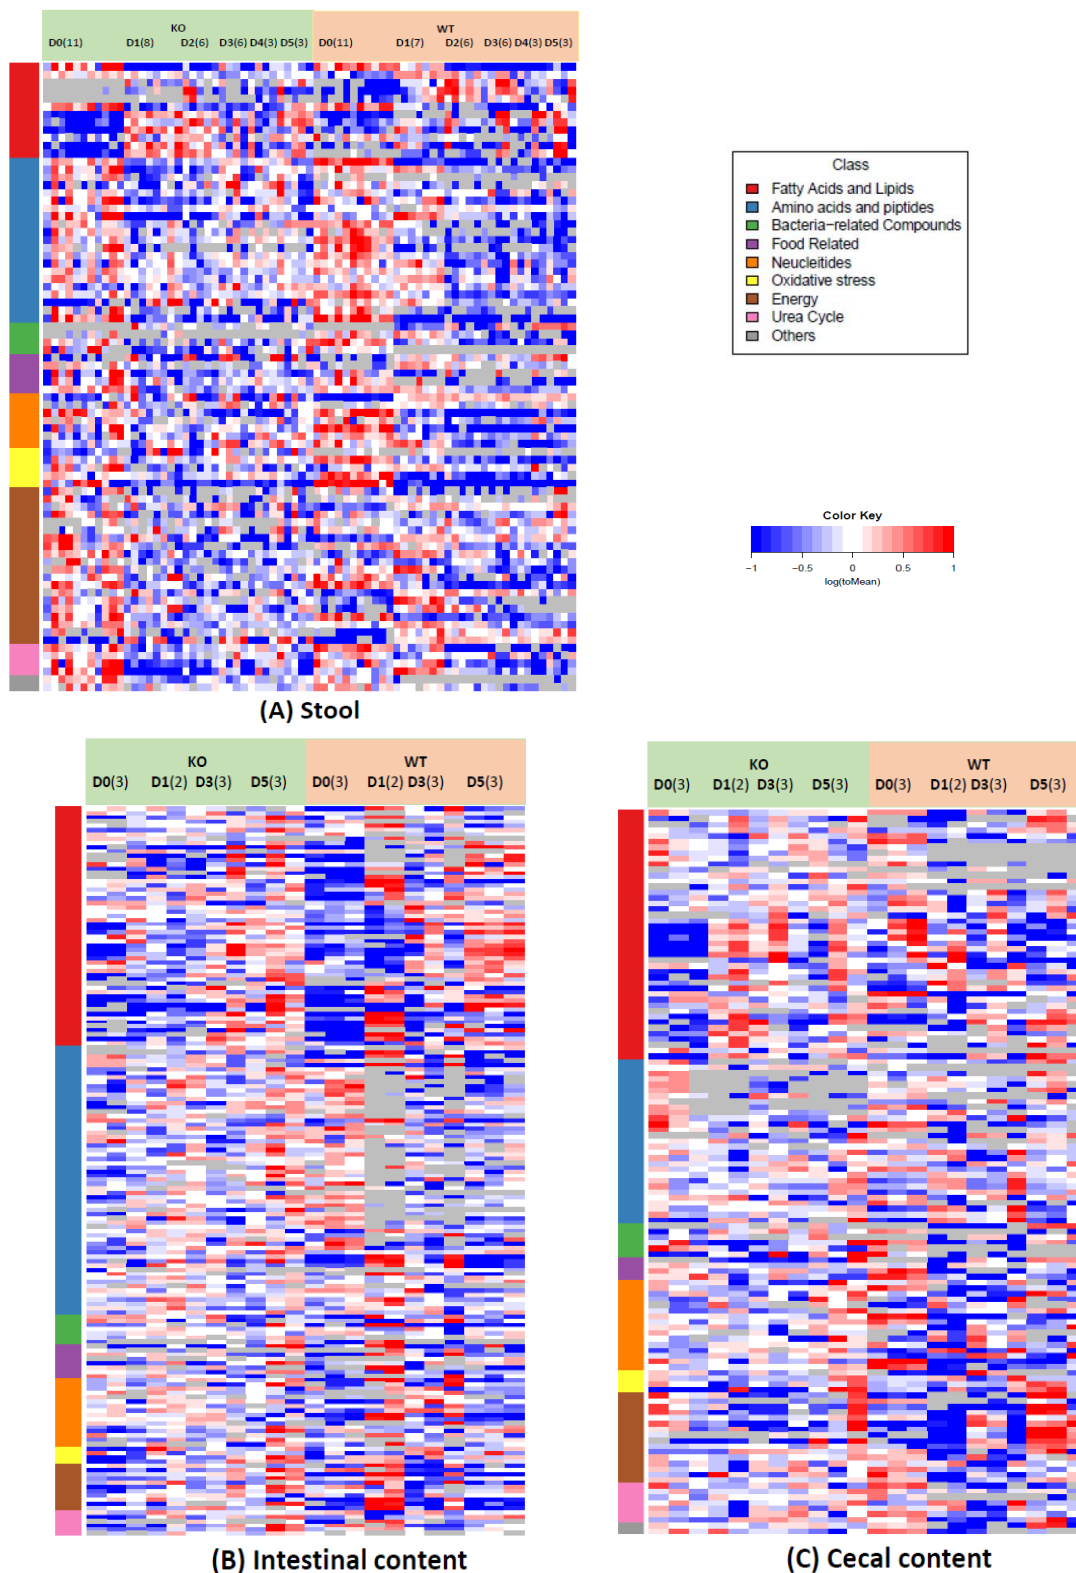 KO
WT
D0(11) D1(8) D2(6) D3(6) D4(3) D5(3) D0(11) D1(7) D2(6) D3(6) D4(3) D5(3)
Class
Fatty Acids and Lipids
Amino acids and piptides
Bacteria−related Compounds
Food Related
Neucleitides
Oxidative stress
Energy
Urea Cycle
Others
Color Key
−1 −0.5 0 0.5 1
log(toMean)
(A) Stool
KO WT
D0(3) D1(2) D3(3) D5(3) D0(3) D1(2) D3(3) D5(3)
(B) Intestinal content
KO WT
D0(3) D1(2) D3(3) D5(3) D0(3) D1(2) D3(3) D5(3)
(C) Cecal content